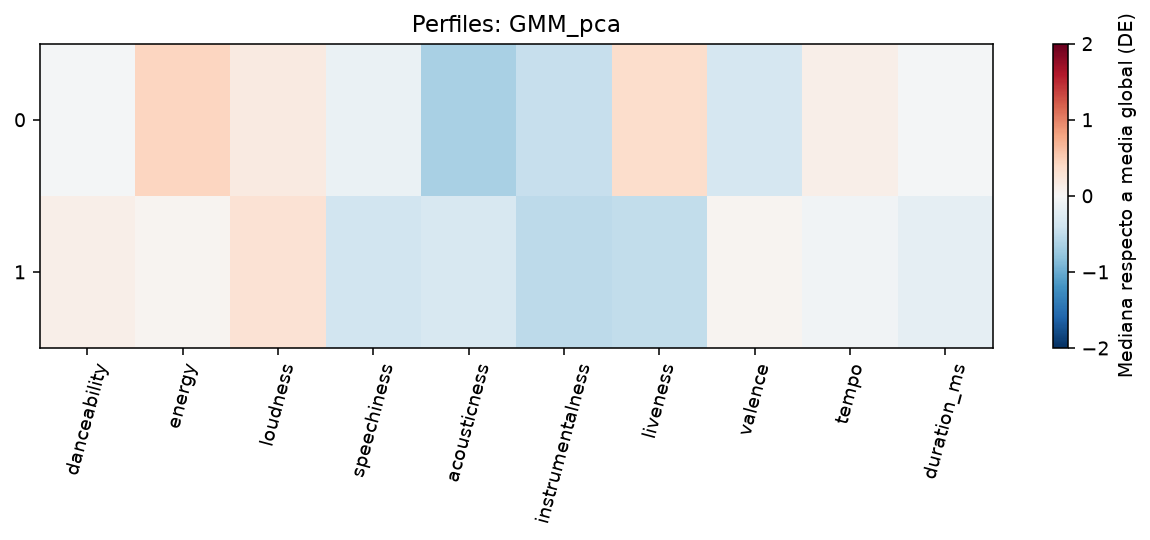 Perfiles: GMM_pca
0
1
danceability
energy
loudness
speechiness
acousticness
instrumentalness
liveness
valence
tempo
duration_ms
2
1
0
−1
−2
Mediana respecto a media global (DE)